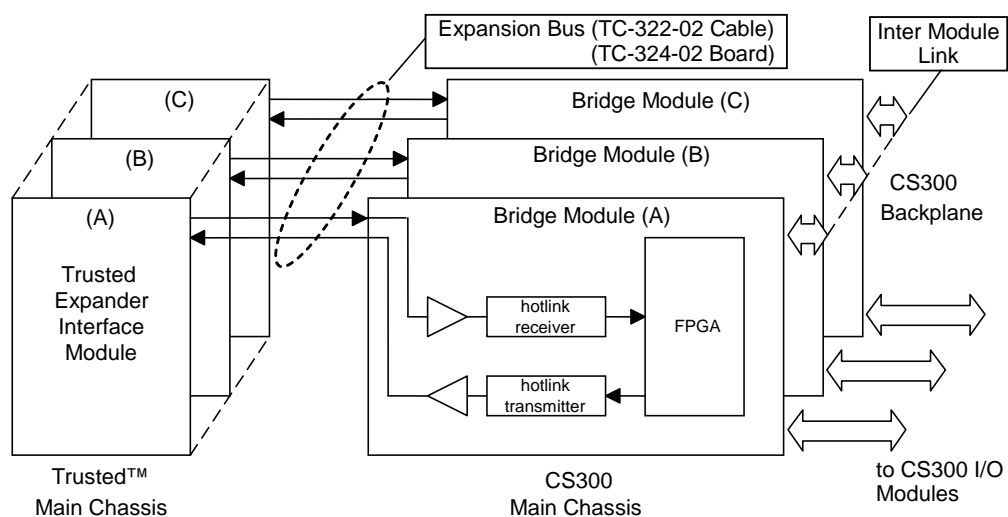 Expansion Bus (TC-322-02 Cable)
(TC-324-02 Board)
Inter Module
Link
(C)
(B)
(A)
Trusted
Expander
Interface
Module
Bridge Module (C)
Bridge Module (B)
Bridge Module (A)
hotlink
receiver
hotlink
transmitter
FPGA
CS300
Backplane
Trusted™
Main Chassis
CS300
Main Chassis
to CS300 I/O
Modules